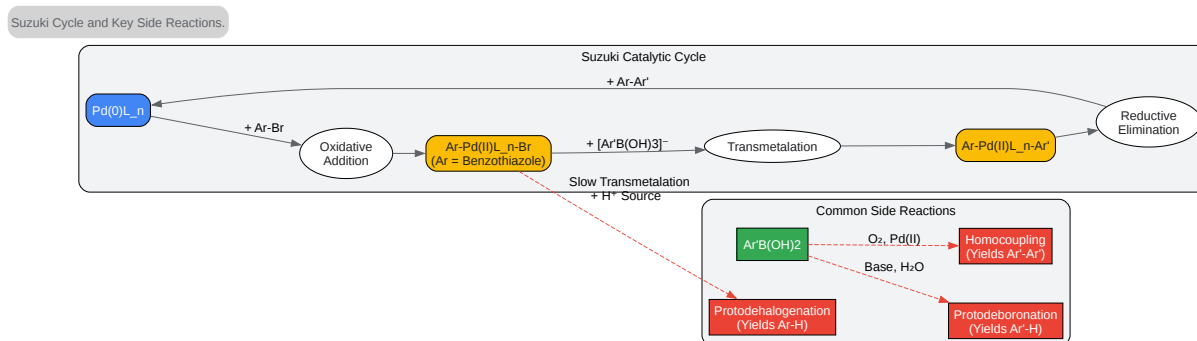 Suzuki Cycle and Key Side Reactions.
Suzuki Catalytic Cycle
+ Ar-Ar'
Pd(0)L_n
+ Ar-Br
Oxidative
Addition
Ar-Pd(II)L_n-Br
(Ar = Benzothiazole)
+ [Ar'B(OH)3]⁻
Transmetalation
Ar-Pd(II)L_n-Ar'
Reductive
Elimination
Slow Transmetalation
+ H⁺ Source
Common Side Reactions
Ar'B(OH)2
O₂, Pd(II)
Homocoupling
(Yields Ar'-Ar')
Base, H₂O
Protodehalogenation
(Yields Ar-H)
Protodeboronation
(Yields Ar'-H)